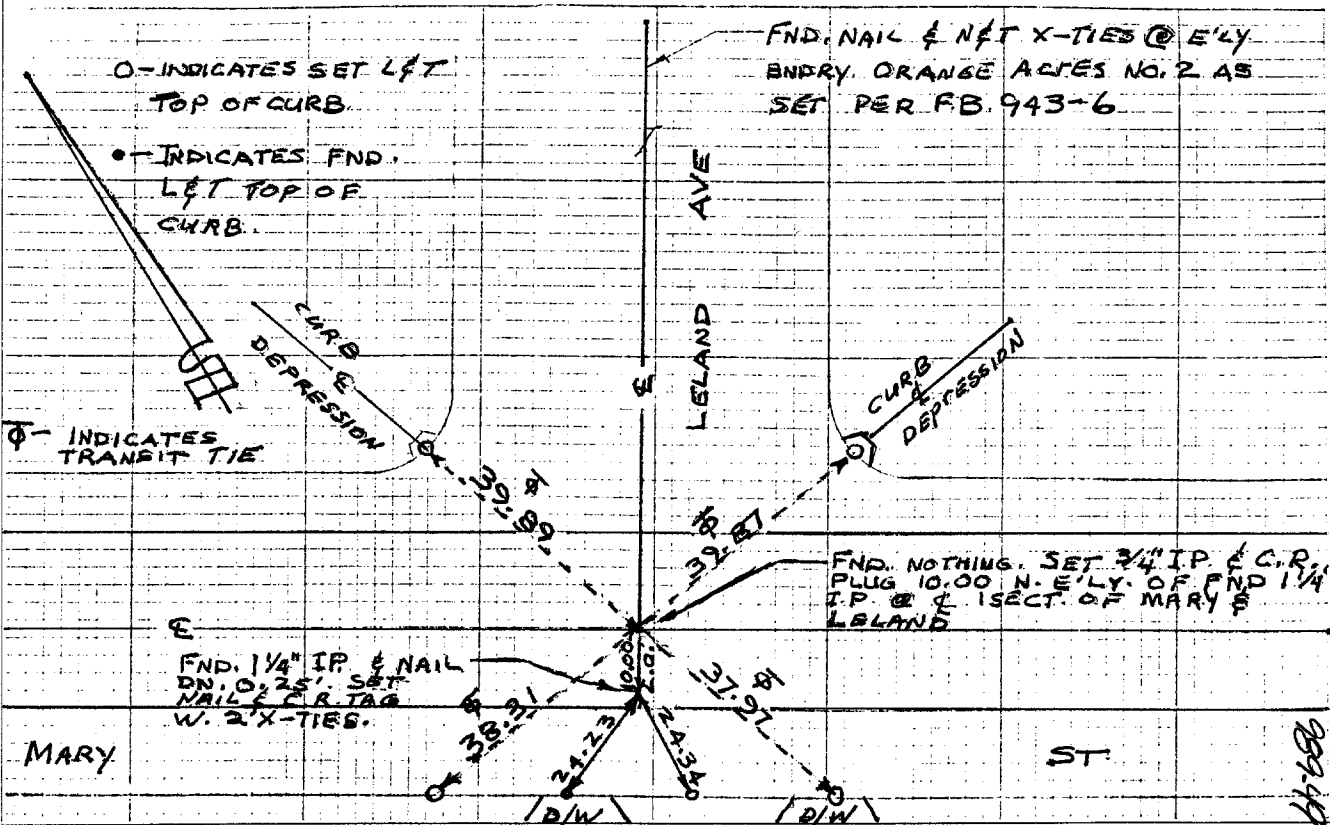 O-INDICATES SET L&T
TOP OF CURB
•-INDICATES FND.
L&T TOP OF
CURB.
FND. NAIL & N&T X-TIES @ E'LY
BNDRY. ORANGE ACRES NO. 2 AS
SET PER F.B. 943-6
LELAND AVE
℄
CURB
℄
DEPRESSION
CURB
℄
DEPRESSION
INDICATES
TRANSIT TIE
39.89
39.87
FND. NOTHING. SET 3/4" I.P. & C.R.
PLUG 10.00 N.E'LY. OF FND 1 1/4"
I.P. @ ℄ ISECT. OF MARY &
LELAND
℄
FND. 1 1/4" I.P. & NAIL
DN. 0.25'. SET
NAIL & C.R. TAG
W. 2 X-TIES.
10.00
38.31
24.23
24.34
37.97
MARY
ST
D/W
D/W